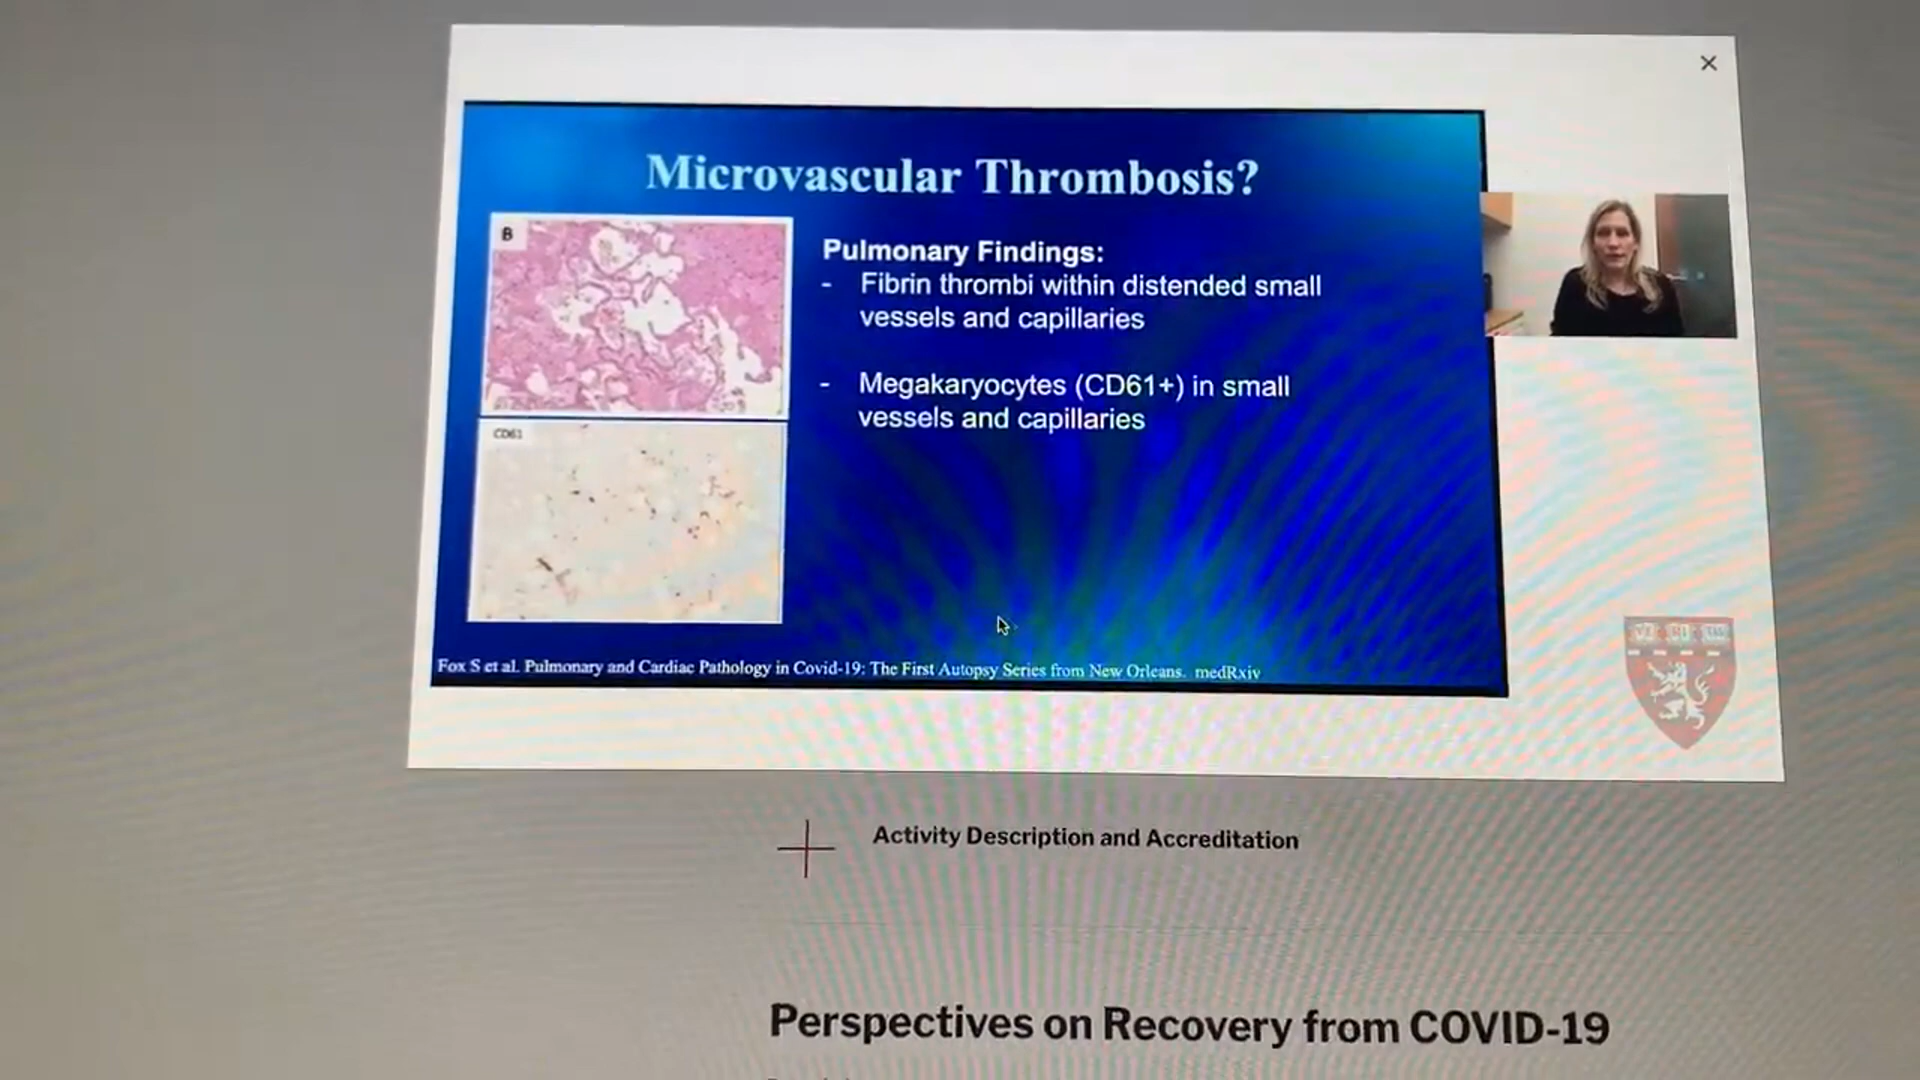 Microvascular Thrombosis?
B
Pulmonary Findings:
- Fibrin thrombi within distended small
vessels and capillaries
- Megakaryocytes (CD61+) in small
vessels and capillaries
CD61
Fox S et al. Pulmonary and Cardiac Pathology in Covid-19: The First Autopsy Series from New Orleans. medRxiv
Activity Description and Accreditation
Perspectives on Recovery from COVID-19